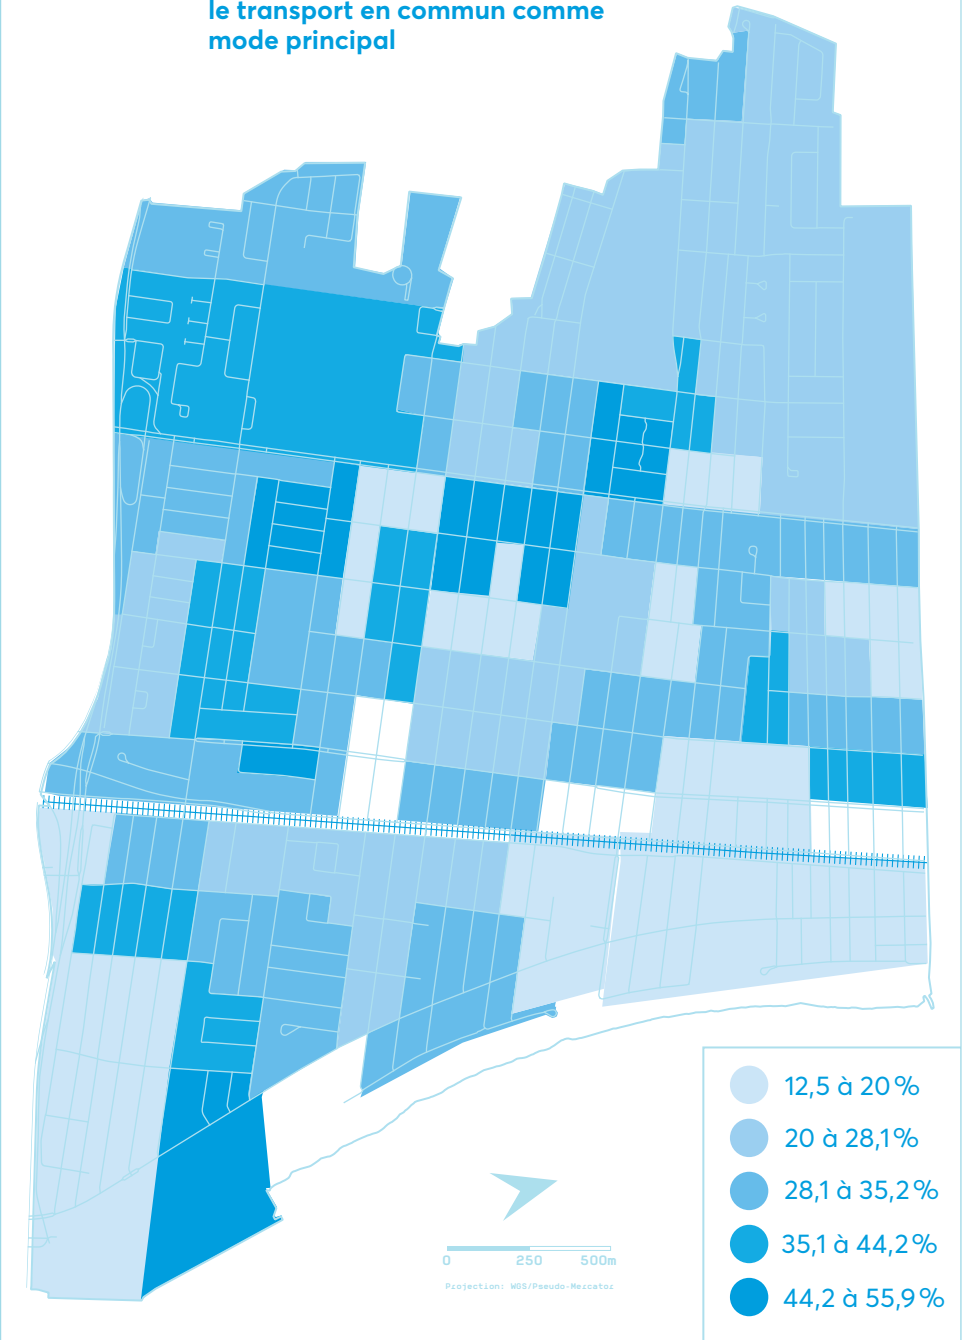 le transport en commun comme
mode principal
12,5 à 20 %
20 à 28,1 %
28,1 à 35,2 %
35,1 à 44,2 %
44,2 à 55,9 %
0 250 500m
Projection: WGS/Pseudo-Mercator